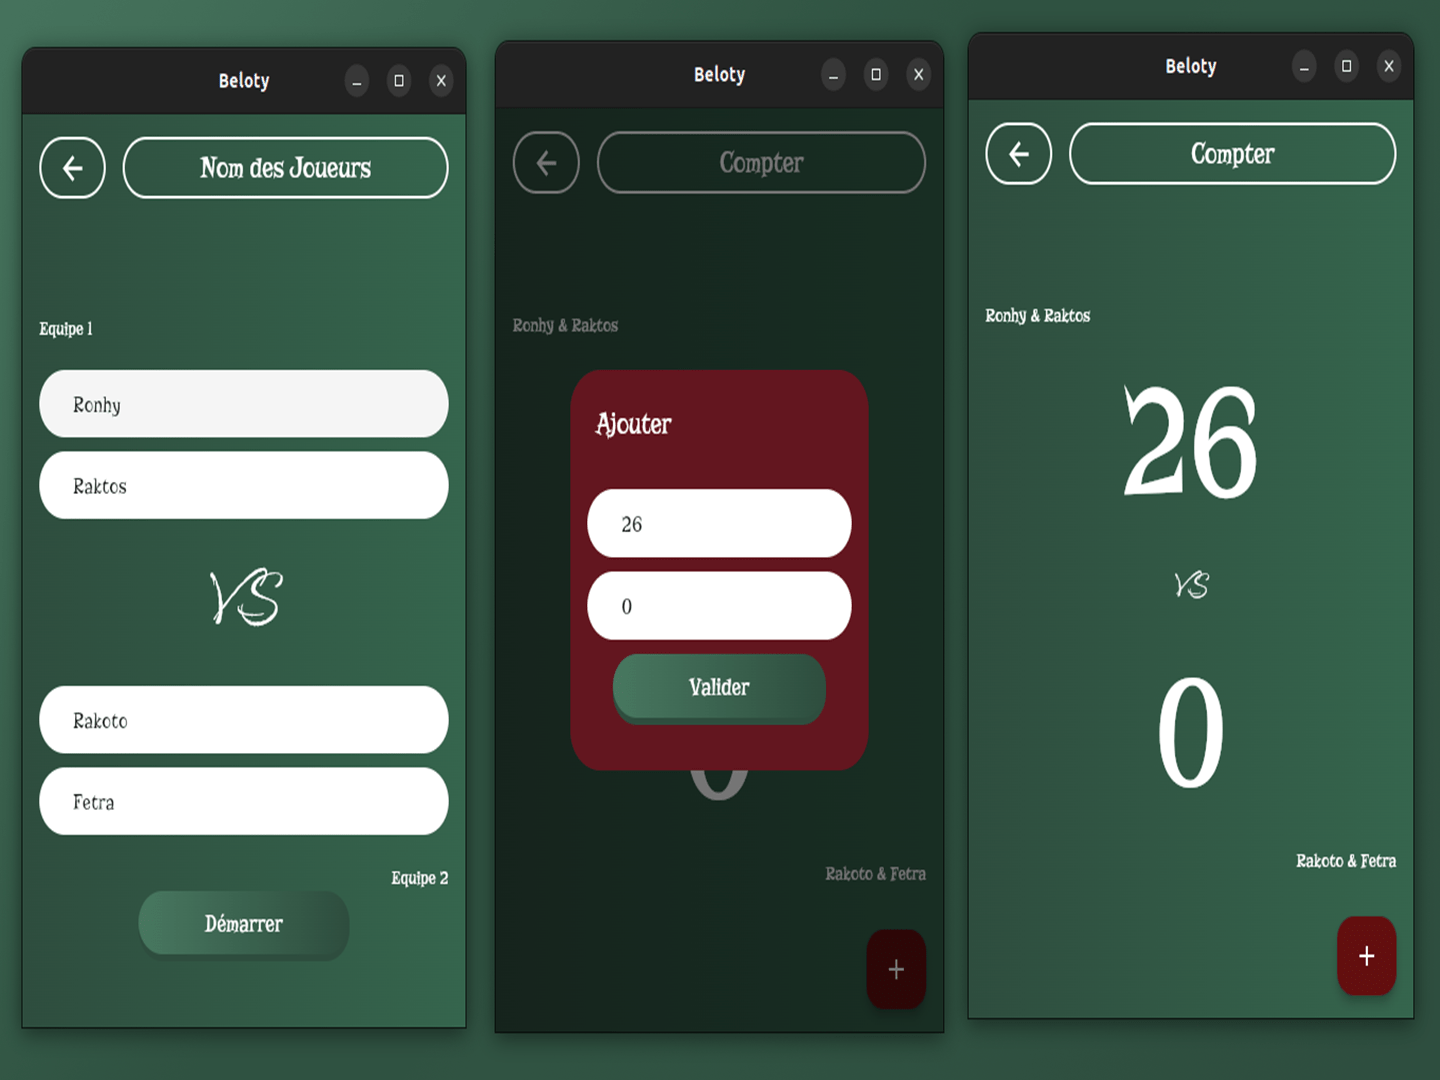 Beloty
Nom des Joueurs
Equipe 1
Ronhy
Raktos
VS
Rakoto
Fetra
Equipe 2
Démarrer
Beloty
Compter
Ronhy & Raktos
Ajouter
26
0
Valider
0
Rakoto & Fetra
+
Beloty
Compter
Ronhy & Raktos
26
VS
0
Rakoto & Fetra
+